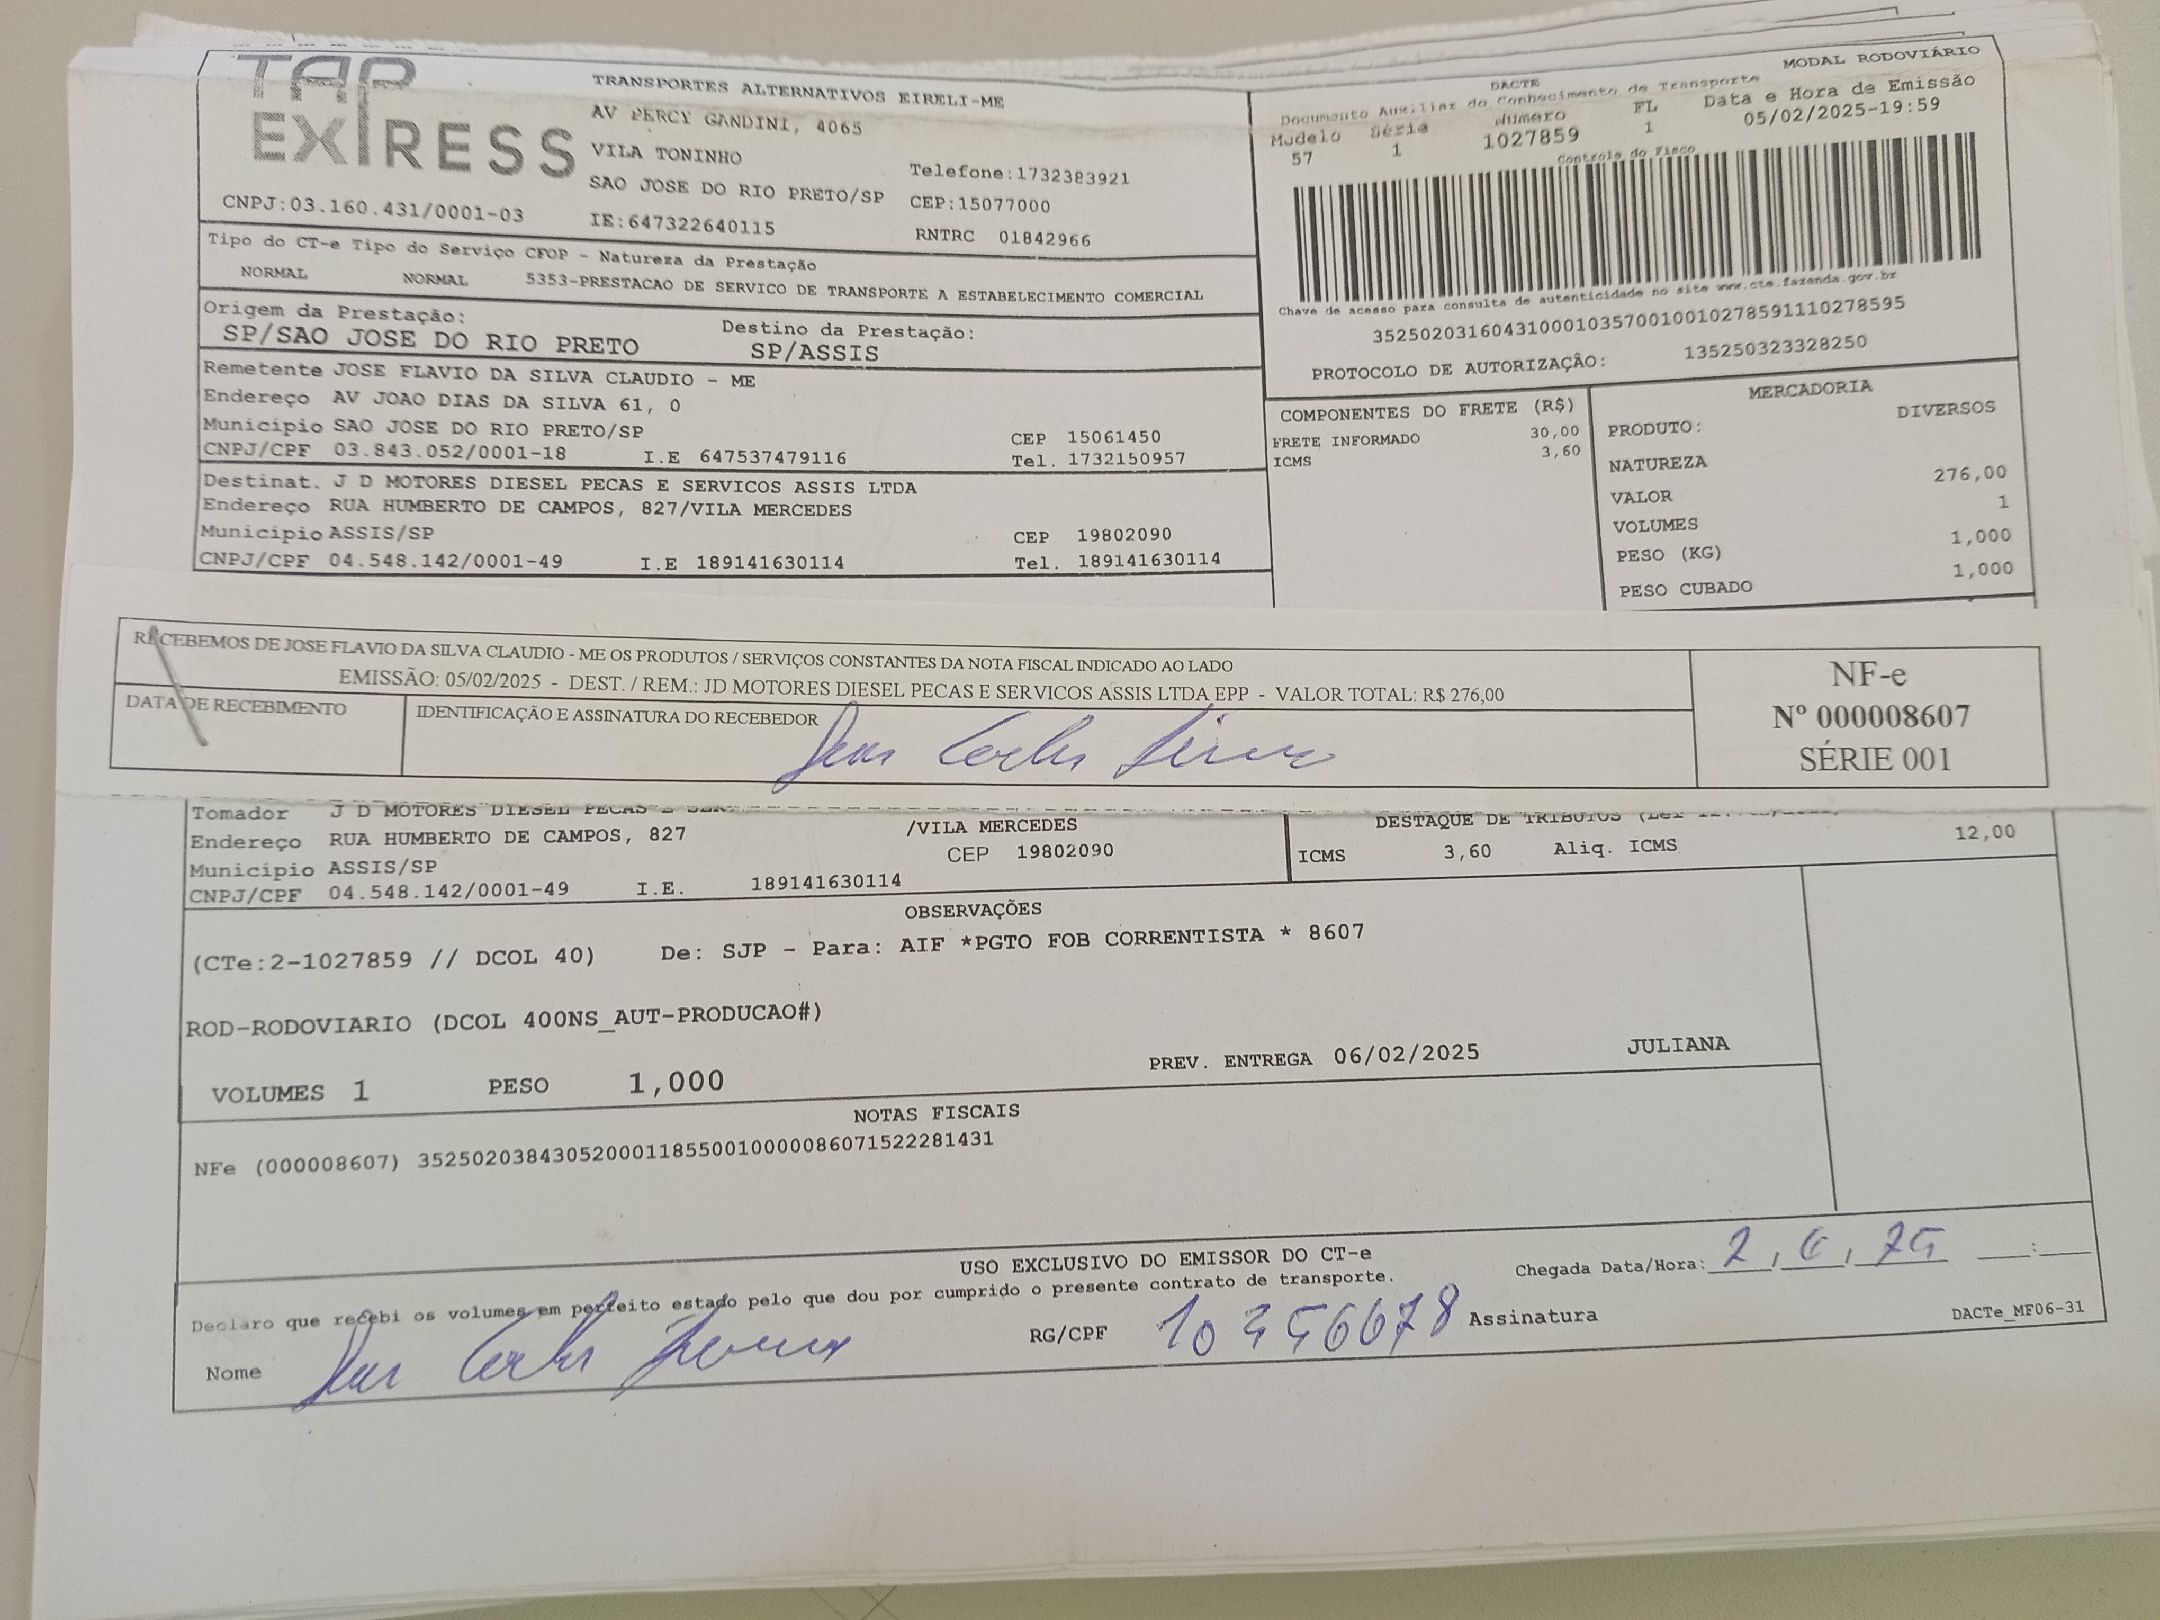 TAP
EXPRESS
CNPJ:03.160.431/0001-03
TRANSPORTES ALTERNATIVOS EIRELI-ME
AV PERCY GANDINI, 4065
VILA TONINHO
Telefone:1732383921
SAO JOSE DO RIO PRETO/SP CEP:15077000
IE:647322640115 RNTRC 01842966
MODAL RODOVIÁRIO
DACTE
Documento Auxiliar do Conhecimento de Transporte
Modelo Série Número FL Data e Hora de Emissão
57 1 1027859 1 05/02/2025-19:59
Controle do Fisco
Chave de acesso para consulta de autenticidade no site www.cte.fazenda.gov.br
35250203160431000103570010010278591110278595
PROTOCOLO DE AUTORIZAÇÃO: 135250323328250
Tipo do CT-e Tipo do Serviço CFOP - Natureza da Prestação
NORMAL NORMAL 5353-PRESTACAO DE SERVICO DE TRANSPORTE A ESTABELECIMENTO COMERCIAL
Origem da Prestação: Destino da Prestação:
SP/SAO JOSE DO RIO PRETO SP/ASSIS
Remetente JOSE FLAVIO DA SILVA CLAUDIO - ME
Endereço AV JOAO DIAS DA SILVA 61, 0
Município SAO JOSE DO RIO PRETO/SP CEP 15061450
CNPJ/CPF 03.843.052/0001-18 I.E 647537479116 Tel. 1732150957
Destinat. J D MOTORES DIESEL PECAS E SERVICOS ASSIS LTDA
Endereço RUA HUMBERTO DE CAMPOS, 827/VILA MERCEDES
Município ASSIS/SP CEP 19802090
CNPJ/CPF 04.548.142/0001-49 I.E 189141630114 Tel. 189141630114
COMPONENTES DO FRETE (R$)
FRETE INFORMADO 30,00
ICMS 3,60
MERCADORIA
PRODUTO: DIVERSOS
NATUREZA
VALOR 276,00
VOLUMES 1
PESO (KG) 1,000
PESO CUBADO 1,000
RECEBEMOS DE JOSE FLAVIO DA SILVA CLAUDIO - ME OS PRODUTOS / SERVIÇOS CONSTANTES DA NOTA FISCAL INDICADO AO LADO
EMISSÃO: 05/02/2025 - DEST. / REM.: JD MOTORES DIESEL PECAS E SERVICOS ASSIS LTDA EPP - VALOR TOTAL: R$ 276,00
DATA DE RECEBIMENTO
IDENTIFICAÇÃO E ASSINATURA DO RECEBEDOR
NF-e
Nº 000008607
SÉRIE 001
Tomador J D MOTORES DIESEL PECAS E
Endereço RUA HUMBERTO DE CAMPOS, 827 /VILA MERCEDES
Município ASSIS/SP CEP 19802090
CNPJ/CPF 04.548.142/0001-49 I.E. 189141630114
DESTAQUE DE TRIBUTOS
ICMS 3,60 Aliq. ICMS 12,00
OBSERVAÇÕES
(CTe:2-1027859 // DCOL 40) De: SJP - Para: AIF *PGTO FOB CORRENTISTA * 8607
ROD-RODOVIARIO (DCOL 400NS_AUT-PRODUCAO#)
PREV. ENTREGA 06/02/2025 JULIANA
VOLUMES 1 PESO 1,000
NOTAS FISCAIS
NFe (000008607) 35250203843052000118550010000086071522281431
USO EXCLUSIVO DO EMISSOR DO CT-e
Declaro que recebi os volumes em perfeito estado pelo que dou por cumprido o presente contrato de transporte.
Chegada Data/Hora:
Nome RG/CPF Assinatura
DACTe_MF06-31